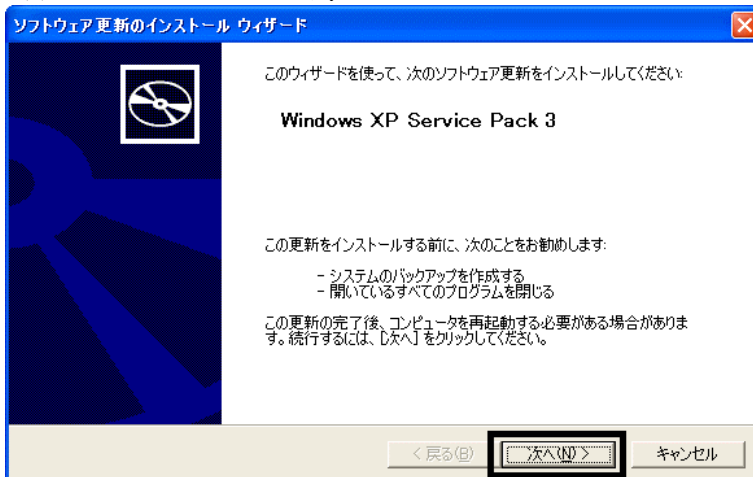 ソフトウェア更新のインストール ウィザード
このウィザードを使って、次のソフトウェア更新をインストールしてください:
Windows XP Service Pack 3
この更新をインストールする前に、次のことをお勧めします:
- システムのバックアップを作成する
- 開いているすべてのプログラムを閉じる
この更新の完了後、コンピュータを再起動する必要がある場合がありま
す。続行するには、[次へ] をクリックしてください。
< 戻る(B)
次へ(N) >
キャンセル